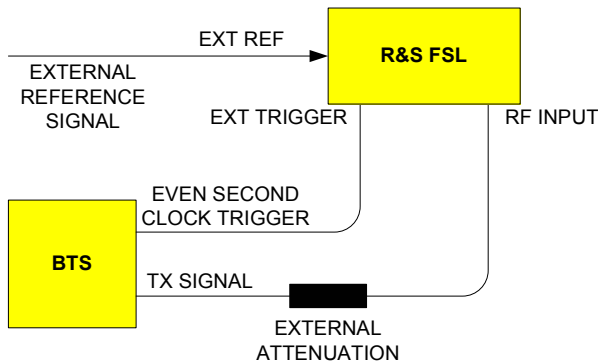 EXT REF
R&S FSL
EXTERNAL
REFERENCE
SIGNAL
EXT TRIGGER
RF INPUT
EVEN SECOND
CLOCK TRIGGER
BTS
TX SIGNAL
EXTERNAL
ATTENUATION